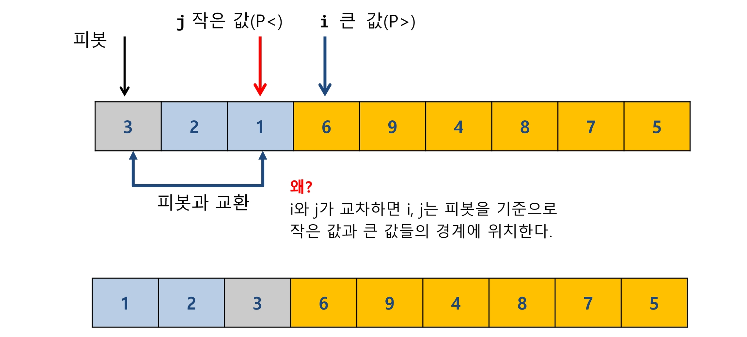 피봇
j 작은 값(P<)
i 큰 값(P>)
3 2 1 6 9 4 8 7 5
피봇과 교환
왜?
i와 j가 교차하면 i, j는 피봇을 기준으로
작은 값과 큰 값들의 경계에 위치한다.
1 2 3 6 9 4 8 7 5